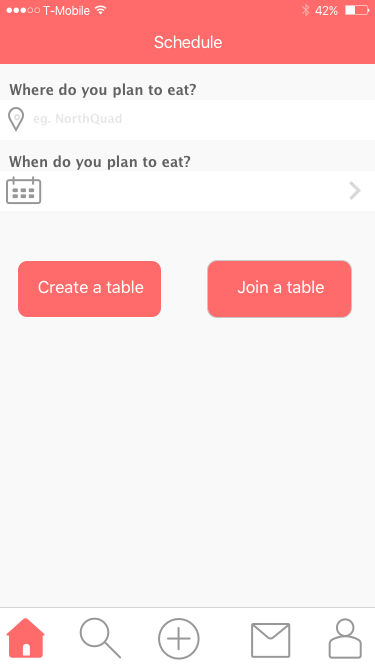 T-Mobile 42%
Schedule
Where do you plan to eat?
eg. NorthQuad
When do you plan to eat?
Create a table Join a table